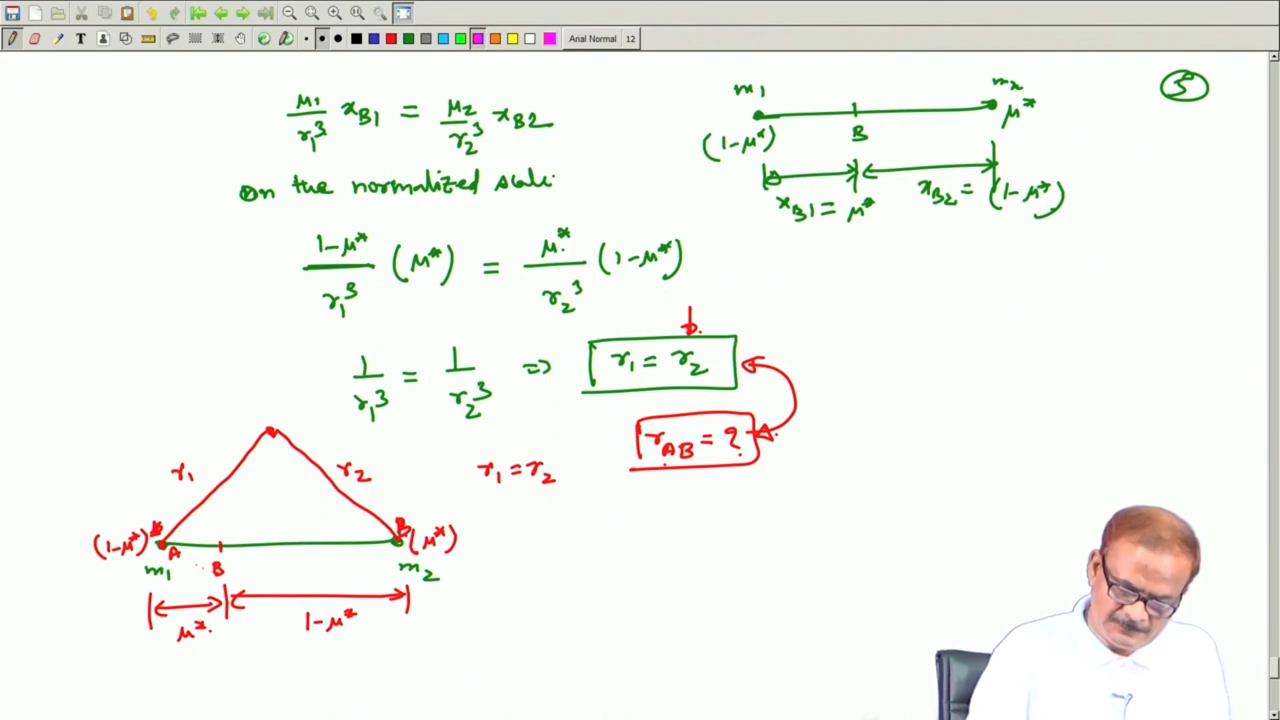 Arial Normal 12
5
μ1/r1³ xB1 = μ2/r2³ xB2
m1 m2
(1-μ*) B μ*
xB1 = μ* xB2 = (1-μ*)
On the normalized scale
1-μ*/r1³ (μ*) = μ*/r2³ (1-μ*)
1/r1³ = 1/r2³ ⇒ r1 = r2
rAB = ?
r1 r2 r1 = r2
(1-μ*) A B B (μ*)
m1 m2
μ* 1-μ*